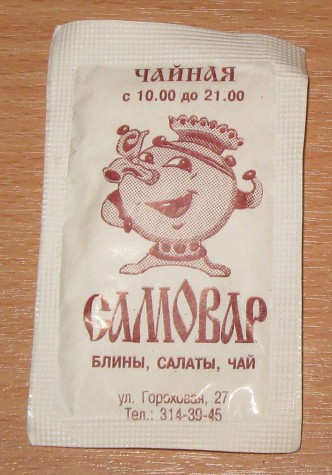 ЧАЙНАЯ
с 10.00 до 21.00
САМОВАР
БЛИНЫ, САЛАТЫ, ЧАЙ
ул. Гороховая, 27
Тел.: 314-39-45